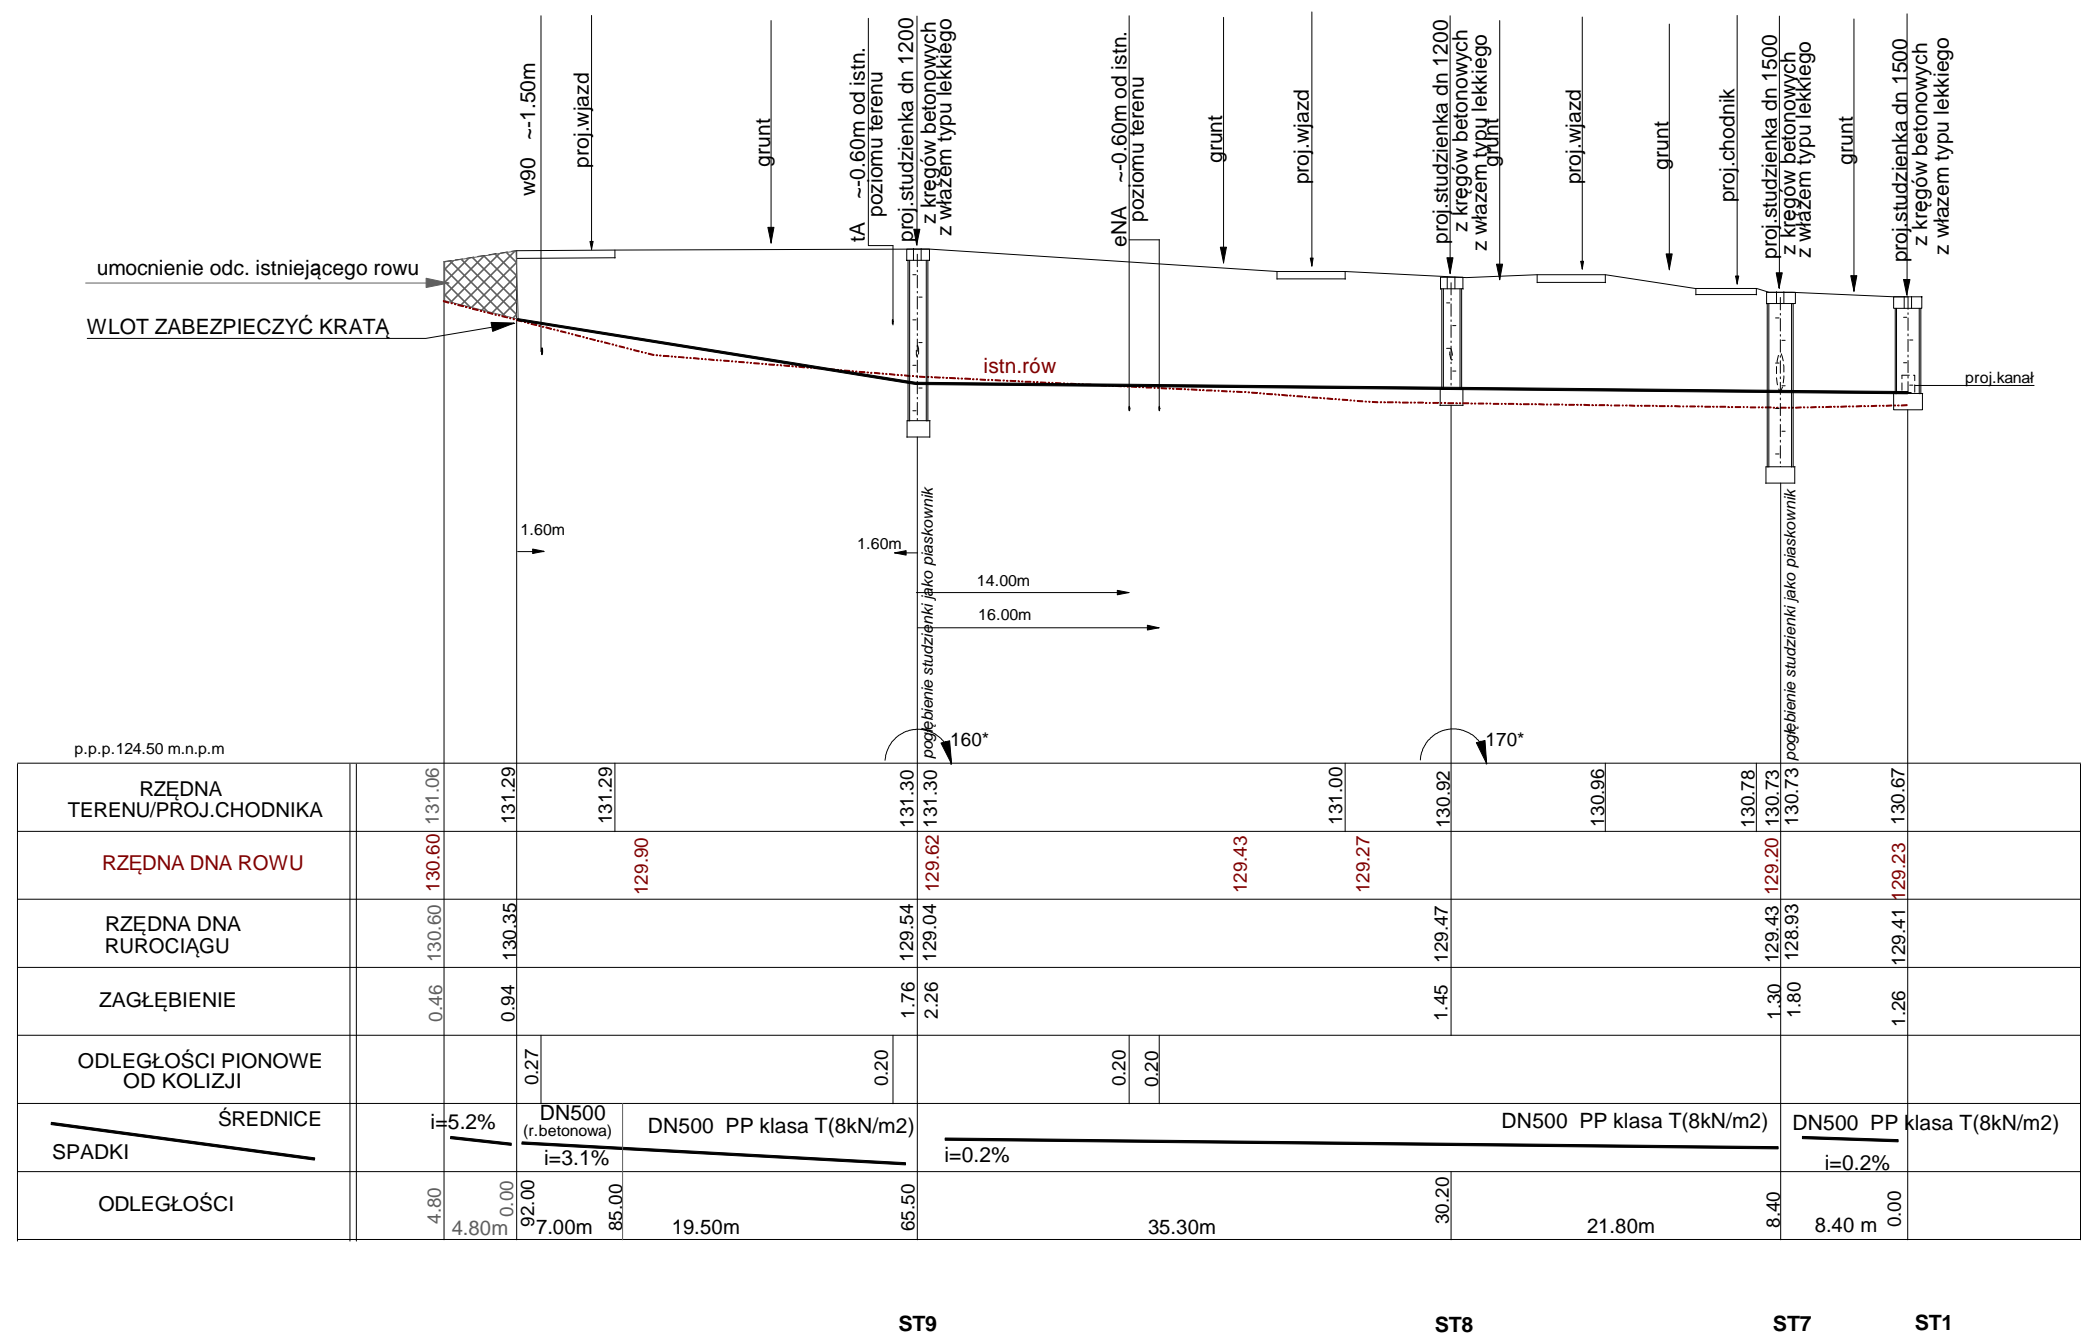 w90 ~-1.50m
proj.wjazd
grunt
tA ~-0.60m od istn.
poziomu terenu
proj.studzienka dn 1200
z kręgów betonowych
z włazem typu lekkiego
eNA ~-0.60m od istn.
poziomu terenu
grunt
proj.wjazd
proj.studzienka dn 1200
z kręgów betonowych
z włazem typu lekkiego
grunt
proj.wjazd
grunt
proj.chodnik
proj.studzienka dn 1500
z kręgów betonowych
z włazem typu lekkiego
grunt
proj.studzienka dn 1500
z kręgów betonowych
z włazem typu lekkiego
umocnienie odc. istniejącego rowu
WLOT ZABEZPIECZYĆ KRATĄ
istn.rów
proj.kanał
1.60m
1.60m
14.00m
16.00m
pogłębienie studzienki jako piaskownik
pogłębienie studzienki jako piaskownik
160*
170*
p.p.p.124.50 m.n.p.m
RZĘDNA
TERENU/PROJ.CHODNIKA
131.06
131.29
131.29
131.30
131.30
131.00
130.92
130.96
130.78
130.73
130.73
130.67
RZĘDNA DNA ROWU
130.60
129.90
129.62
129.43
129.27
129.20
129.23
RZĘDNA DNA
RUROCIĄGU
130.60
130.35
129.54
129.04
129.47
129.43
128.93
129.41
ZAGŁĘBIENIE
0.46
0.94
1.76
2.26
1.45
1.30
1.80
1.26
ODLEGŁOŚCI PIONOWE
OD KOLIZJI
0.27
0.20
0.20
0.20
ŚREDNICE
SPADKI
i=5.2%
DN500
(r.betonowa)
i=3.1%
DN500 PP klasa T(8kN/m2)
i=0.2%
DN500 PP klasa T(8kN/m2)
DN500 PP klasa T(8kN/m2)
i=0.2%
ODLEGŁOŚCI
4.80
4.80m
0.00
92.00
7.00m
85.00
19.50m
65.50
35.30m
30.20
21.80m
8.40
8.40 m
0.00
ST9
ST8
ST7
ST1